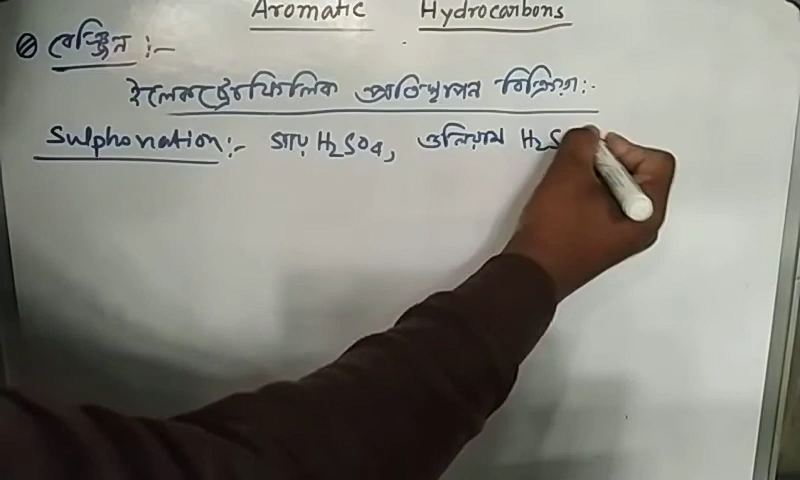 Aromatic Hydrocarbons
বেঞ্জিন :-
ইলেকট্রোফিলিক প্রতিস্থাপন বিক্রিয়া:-
Sulphonation:- গাঢ় H2SO4, ওলিয়াম H2S